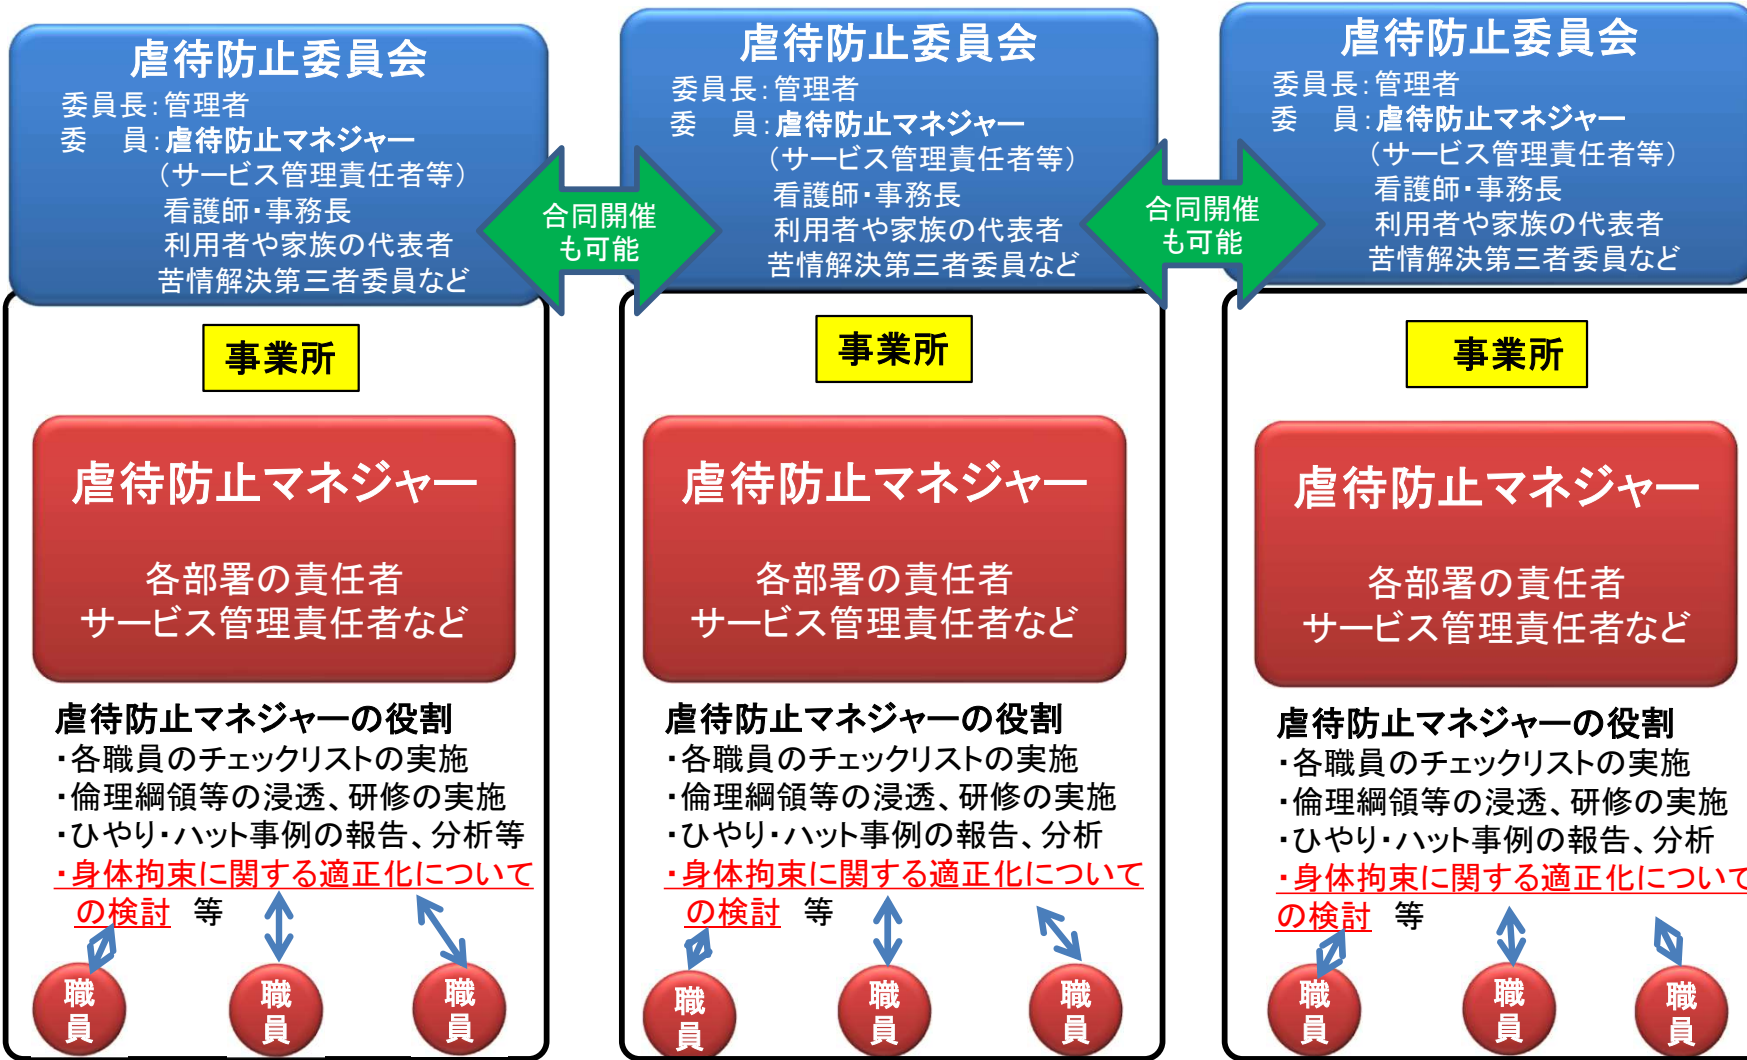 虐待防止委員会
委員長：管理者
委　員：虐待防止マネジャー
（サービス管理責任者等）
看護師・事務長
利用者や家族の代表者
苦情解決第三者委員など
合同開催
も可能
虐待防止委員会
委員長：管理者
委　員：虐待防止マネジャー
（サービス管理責任者等）
看護師・事務長
利用者や家族の代表者
苦情解決第三者委員など
合同開催
も可能
虐待防止委員会
委員長：管理者
委　員：虐待防止マネジャー
（サービス管理責任者等）
看護師・事務長
利用者や家族の代表者
苦情解決第三者委員など
事業所
虐待防止マネジャー
各部署の責任者
サービス管理責任者など
虐待防止マネジャーの役割
・各職員のチェックリストの実施
・倫理綱領等の浸透、研修の実施
・ひやり・ハット事例の報告、分析等
・身体拘束に関する適正化について
の検討　等
職員
職員
職員
事業所
虐待防止マネジャー
各部署の責任者
サービス管理責任者など
虐待防止マネジャーの役割
・各職員のチェックリストの実施
・倫理綱領等の浸透、研修の実施
・ひやり・ハット事例の報告、分析
・身体拘束に関する適正化について
の検討　等
職員
職員
職員
事業所
虐待防止マネジャー
各部署の責任者
サービス管理責任者など
虐待防止マネジャーの役割
・各職員のチェックリストの実施
・倫理綱領等の浸透、研修の実施
・ひやり・ハット事例の報告、分析
・身体拘束に関する適正化について
の検討　等
職員
職員
職員